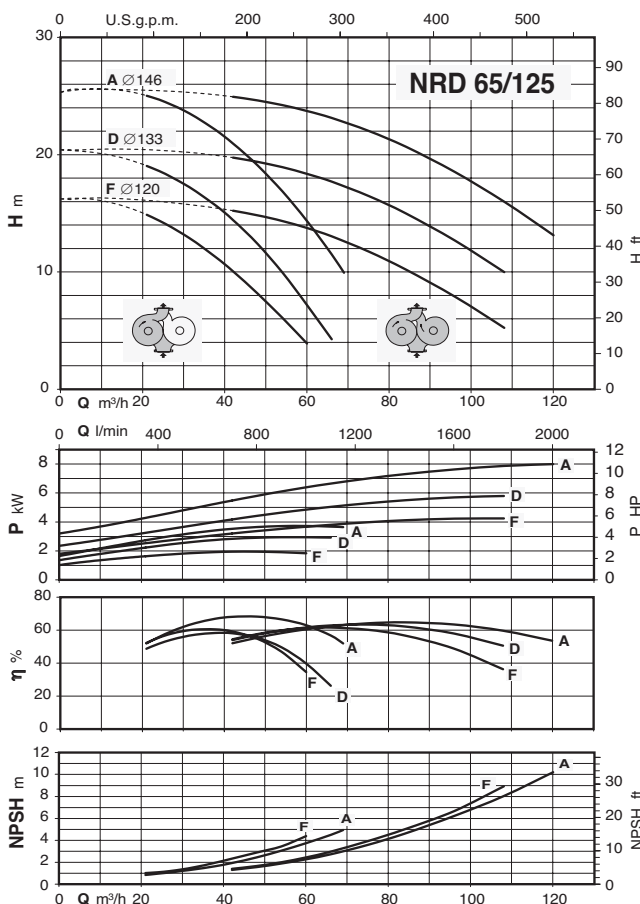 0 U.S.g.p.m. 200 300 400 500
30
A ∅146
NRD 65/125
90
80
D ∅133
70
20
60
F ∅120
50
H m
H ft
40
10
30
20
10
0
0
0 Q m³/h 20 40 60 80 100 120
0 Q l/min 400 800 1200 1600 2000
8
12
A
10
6
D
8
P kW
P HP
4
F
6
A
4
D
2
F
2
0
0
80
60
A
A
D
η %
40
F
F
D
20
0
12
A
10
F
30
8
NPSH m
NPSH ft
6
A
20
F
4
10
2
0
0
0 Q m³/h 20 40 60 80 100 120